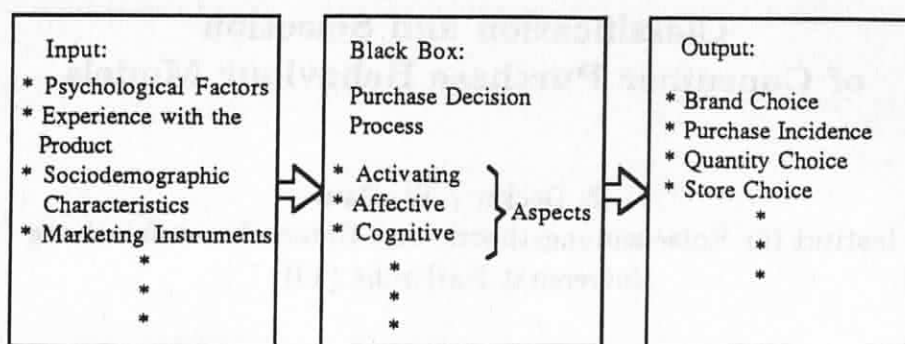 Input:
* Psychological Factors
* Experience with the
Product
* Sociodemographic
Characteristics
* Marketing Instruments
*
*
*
Black Box:
Purchase Decision
Process
* Activating
* Affective
* Cognitive
Aspects
*
*
*
Output:
* Brand Choice
* Purchase Incidence
* Quantity Choice
* Store Choice
*
*
*